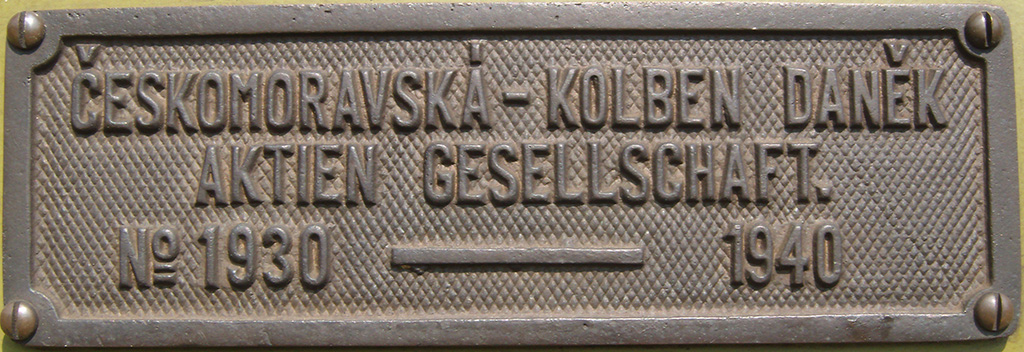 ČESKOMORAVSKÁ - KOLBEN DANĚK
AKTIEN GESELLSCHAFT.
Nº 1930 — 1940